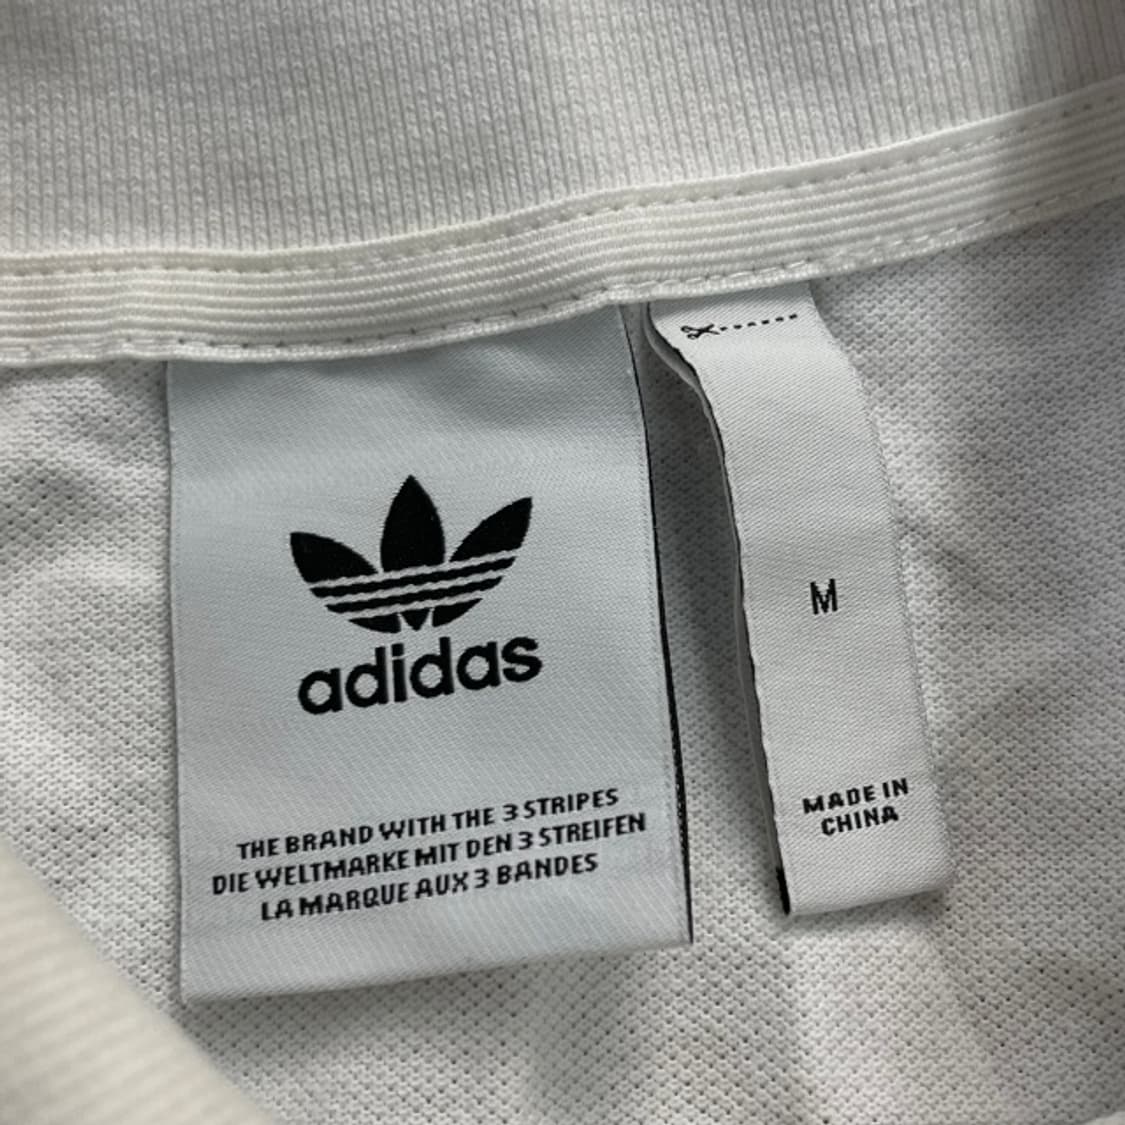 adidas
THE BRAND WITH THE 3 STRIPES
DIE WELTMARKE MIT DEN 3 STREIFEN
LA MARQUE AUX 3 BANDES
M
MADE IN
CHINA